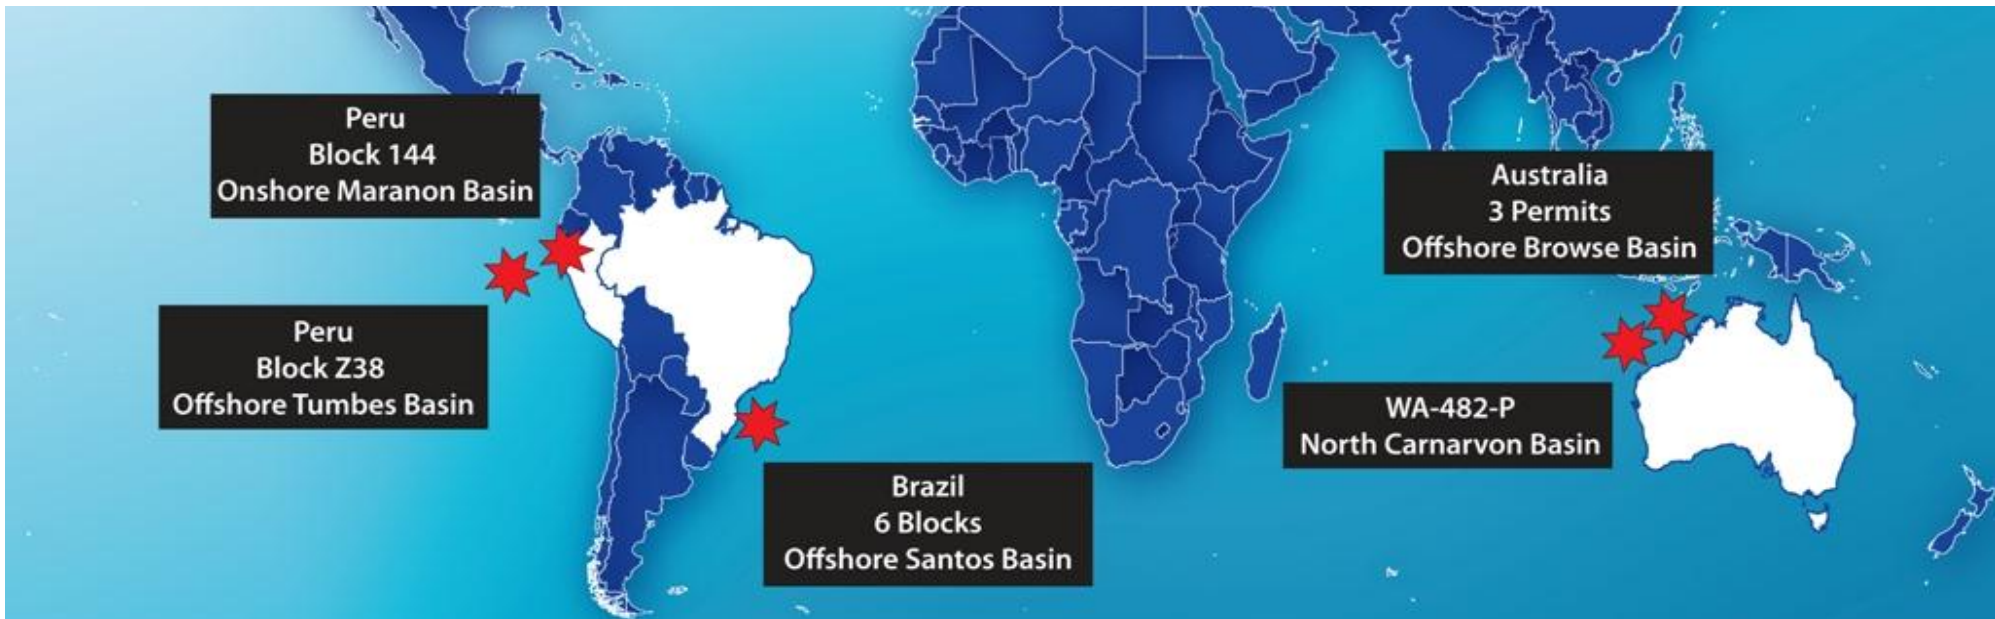 Peru
Block 144
Onshore Maranon Basin
Peru
Block Z38
Offshore Tumbes Basin
Brazil
6 Blocks
Offshore Santos Basin
Australia
3 Permits
Offshore Browse Basin
WA-482-P
North Carnarvon Basin